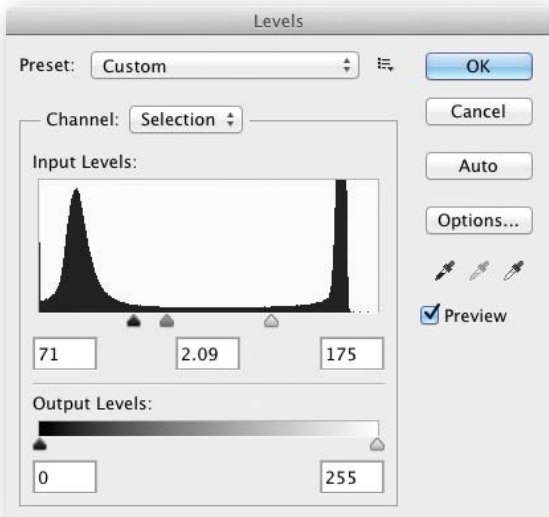 Levels
Preset: Custom
OK
Channel: Selection
Cancel
Input Levels:
Auto
Options...
Preview
71 2.09 175
Output Levels:
0 255